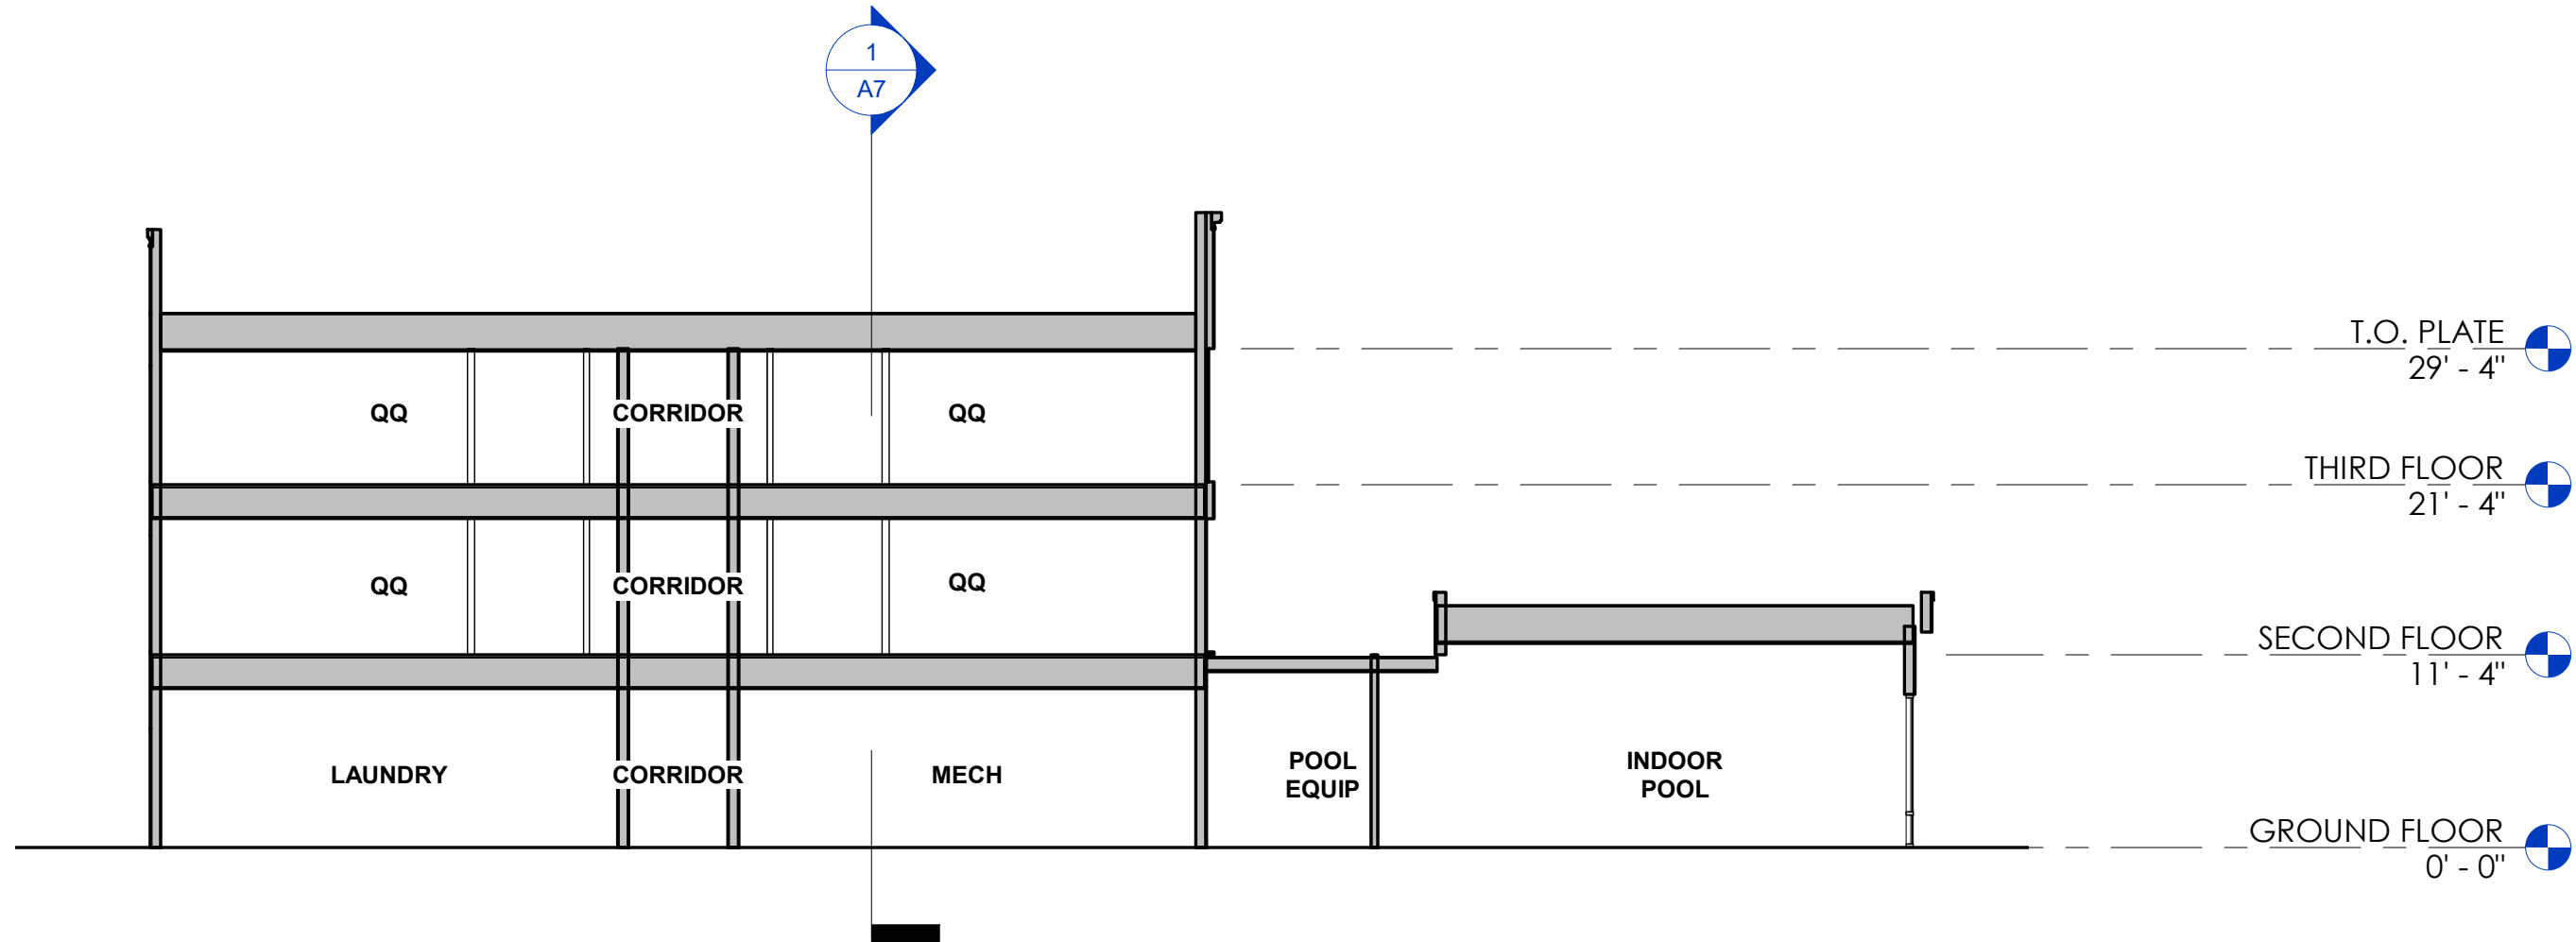 1
A7
T.O. PLATE
29' - 4"
QQ
CORRIDOR
QQ
THIRD FLOOR
21' - 4"
QQ
CORRIDOR
QQ
SECOND FLOOR
11' - 4"
LAUNDRY
CORRIDOR
MECH
POOL
EQUIP
INDOOR
POOL
GROUND FLOOR
0' - 0"